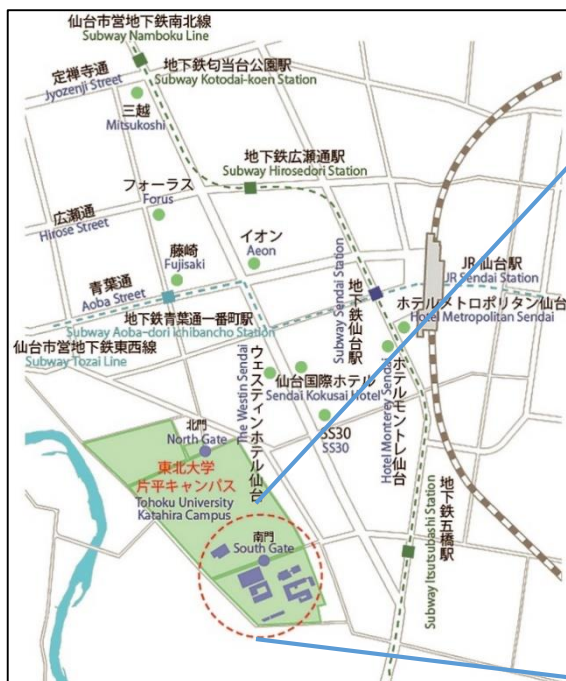 仙台市営地下鉄南北線
Subway Namboku Line
定禅寺通
Jyozenji Street
地下鉄勾当台公園駅
Subway Kotodai-koen Station
三越
Mitsukoshi
地下鉄広瀬通駅
Subway Hirosedori Station
フォーラス
Forus
広瀬通
Hirose Street
藤崎
Fujisaki
イオン
Aeon
青葉通
Aoba Street
JR 仙台駅
JR Sendai Station
地下鉄仙台駅
Subway Sendai Station
ホテルメトロポリタン仙台
Hotel Metropolitan Sendai
地下鉄青葉通一番町駅
Subway Aoba-dori Ichibancho Station
仙台市営地下鉄東西線
Subway Tozai Line
ウェスティンホテル仙台
The Westin Sendai
仙台国際ホテル
Sendai Kokusai Hotel
ホテルモントレ仙台
Hotel Monterey Sendai
SS30
SS30
北門
North Gate
東北大学
片平キャンパス
Tohoku University
Katahira Campus
南門
South Gate
地下鉄五橋駅
Subway Itsutsubashi Station